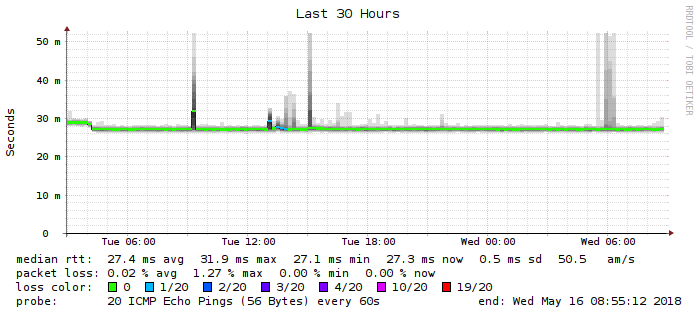 Last 30 Hours
RRDTOOL / TOBI OETIKER
Seconds
50 m
40 m
30 m
20 m
10 m
0
Tue 06:00 Tue 12:00 Tue 18:00 Wed 00:00 Wed 06:00
median rtt: 27.4 ms avg 31.9 ms max 27.1 ms min 27.3 ms now 0.5 ms sd 50.5 am/s
packet loss: 0.02 % avg 1.27 % max 0.00 % min 0.00 % now
loss color: 0 1/20 2/20 3/20 4/20 10/20 19/20
probe: 20 ICMP Echo Pings (56 Bytes) every 60s end: Wed May 16 08:55:12 2018